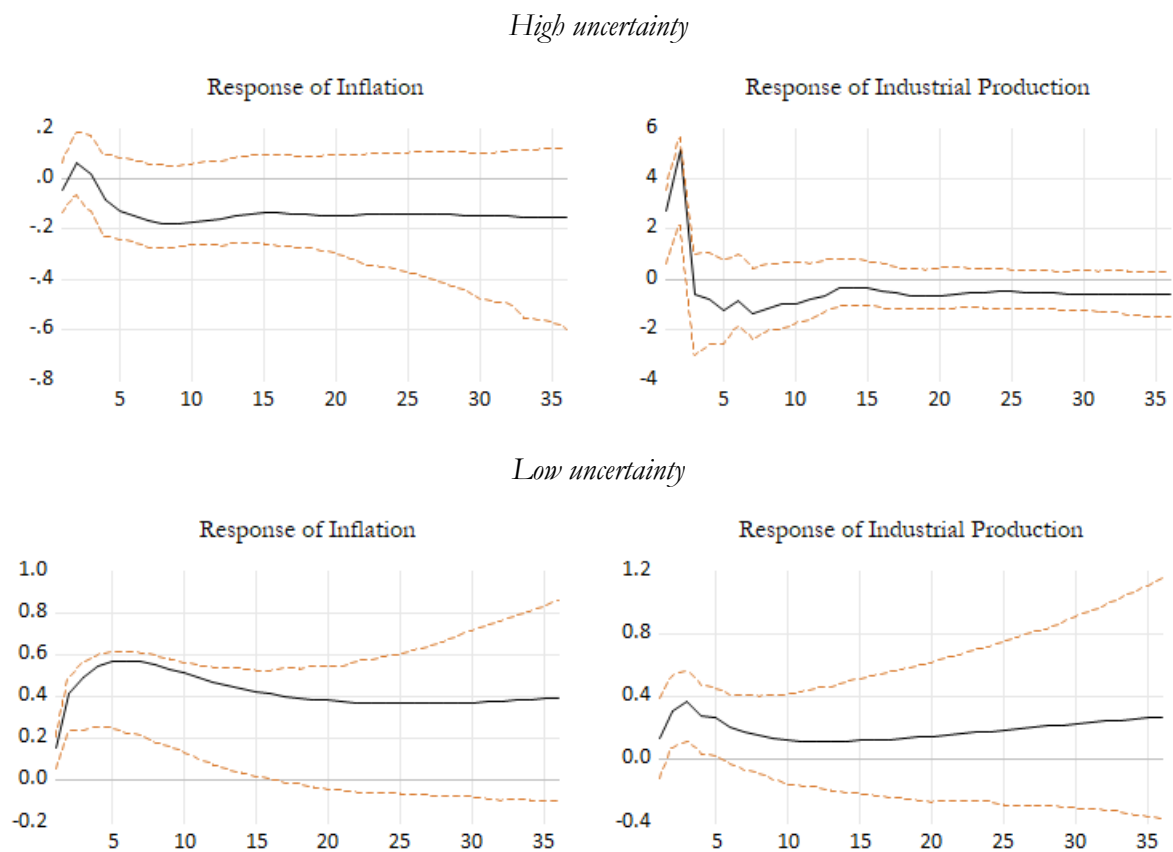 High uncertainty
Response of Inflation
.2
.0
-.2
-.4
-.6
-.8
5 10 15 20 25 30 35
Response of Industrial Production
6
4
2
0
-2
-4
5 10 15 20 25 30 35
Low uncertainty
Response of Inflation
1.0
0.8
0.6
0.4
0.2
0.0
-0.2
5 10 15 20 25 30 35
Response of Industrial Production
1.2
0.8
0.4
0.0
-0.4
5 10 15 20 25 30 35